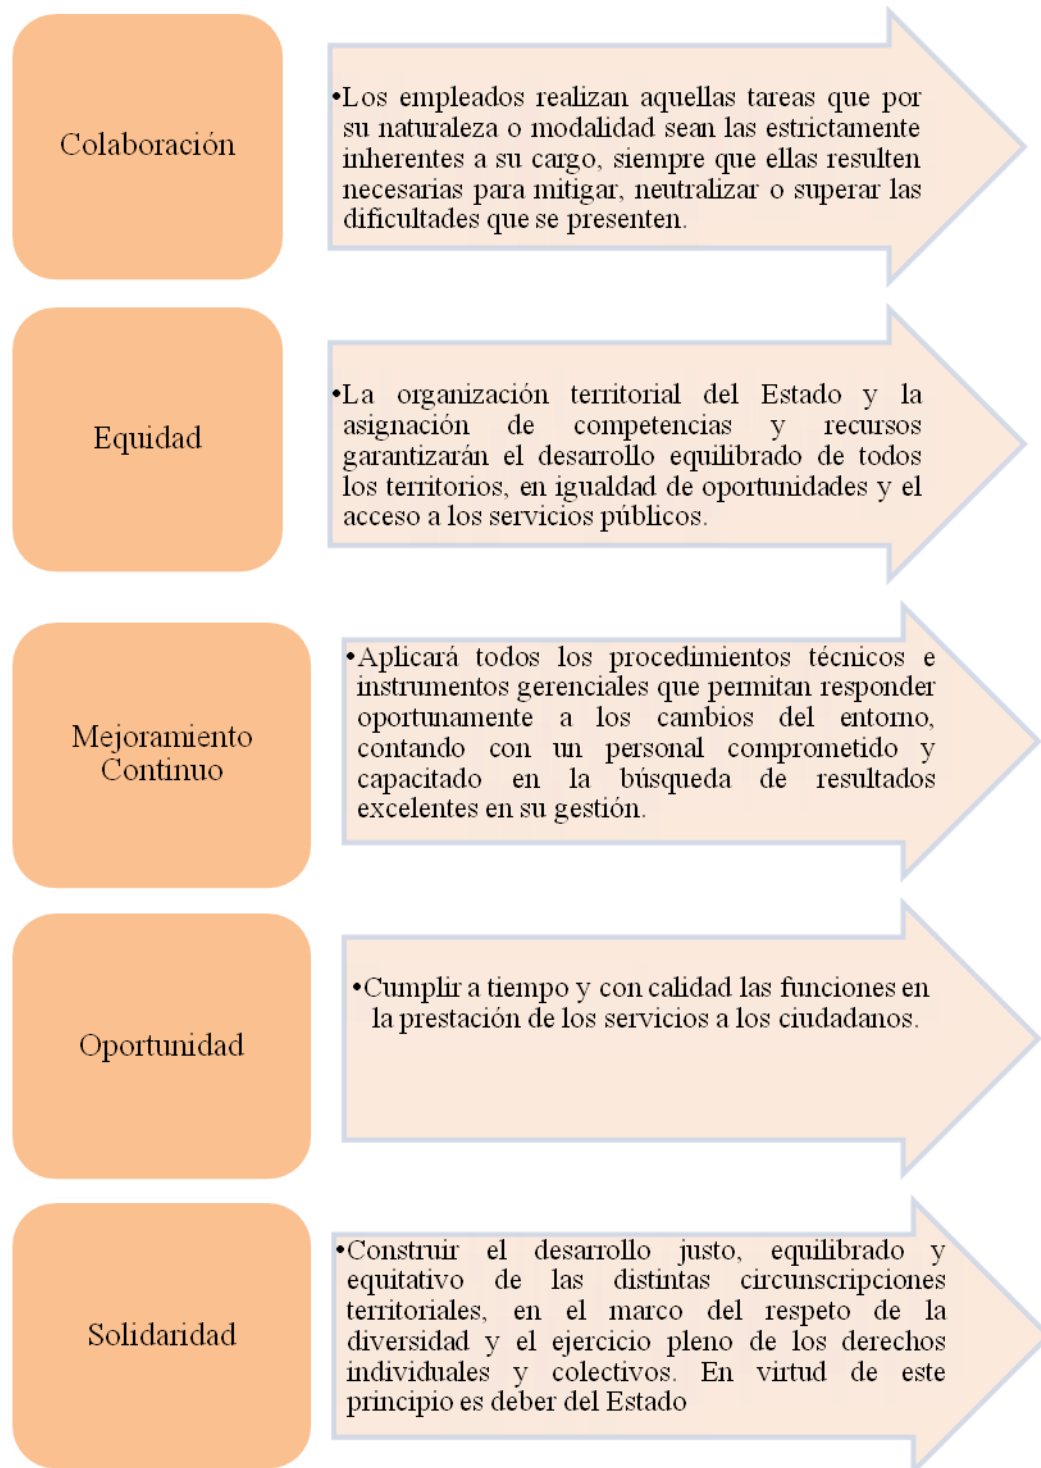 Colaboración
•Los empleados realizan aquellas tareas que por
su naturaleza o modalidad sean las estrictamente
inherentes a su cargo, siempre que ellas resulten
necesarias para mitigar, neutralizar o superar las
dificultades que se presenten.
Equidad
•La organización territorial del Estado y la
asignación de competencias y recursos
garantizarán el desarrollo equilibrado de todos
los territorios, en igualdad de oportunidades y el
acceso a los servicios públicos.
Mejoramiento
Continuo
•Aplicará todos los procedimientos técnicos e
instrumentos gerenciales que permitan responder
oportunamente a los cambios del entorno,
contando con un personal comprometido y
capacitado en la búsqueda de resultados
excelentes en su gestión.
Oportunidad
•Cumplir a tiempo y con calidad las funciones en
la prestación de los servicios a los ciudadanos.
Solidaridad
•Construir el desarrollo justo, equilibrado y
equitativo de las distintas circunscripciones
territoriales, en el marco del respeto de la
diversidad y el ejercicio pleno de los derechos
individuales y colectivos. En virtud de este
principio es deber del Estado